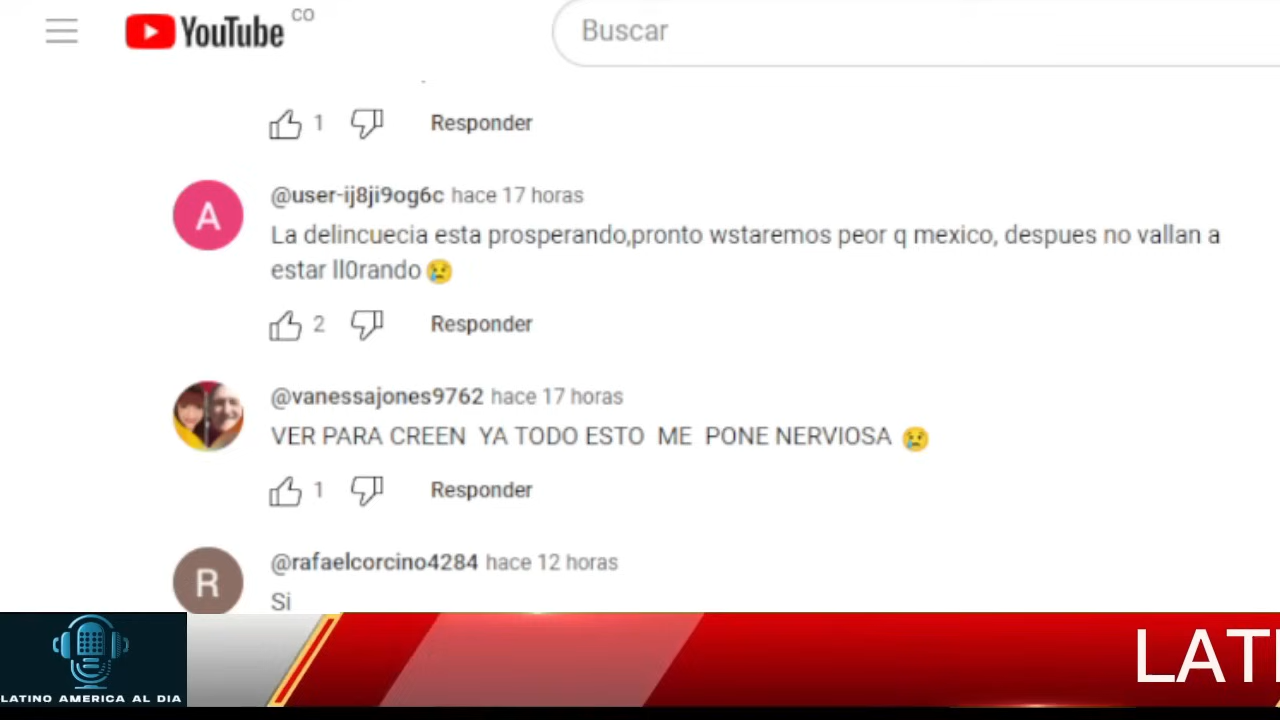 YouTube CO
Buscar
1 Responder
A
@user-ij8ji9og6c hace 17 horas
La delincuecia esta prosperando,pronto wstaremos peor q mexico, despues no vallan a
estar ll0rando😢
2 Responder
@vanessajones9762 hace 17 horas
VER PARA CREEN YA TODO ESTO ME PONE NERVIOSA 😢
1 Responder
R
@rafaelcorcino4284 hace 12 horas
Si
LATINO AMERICA AL DIA
LATI